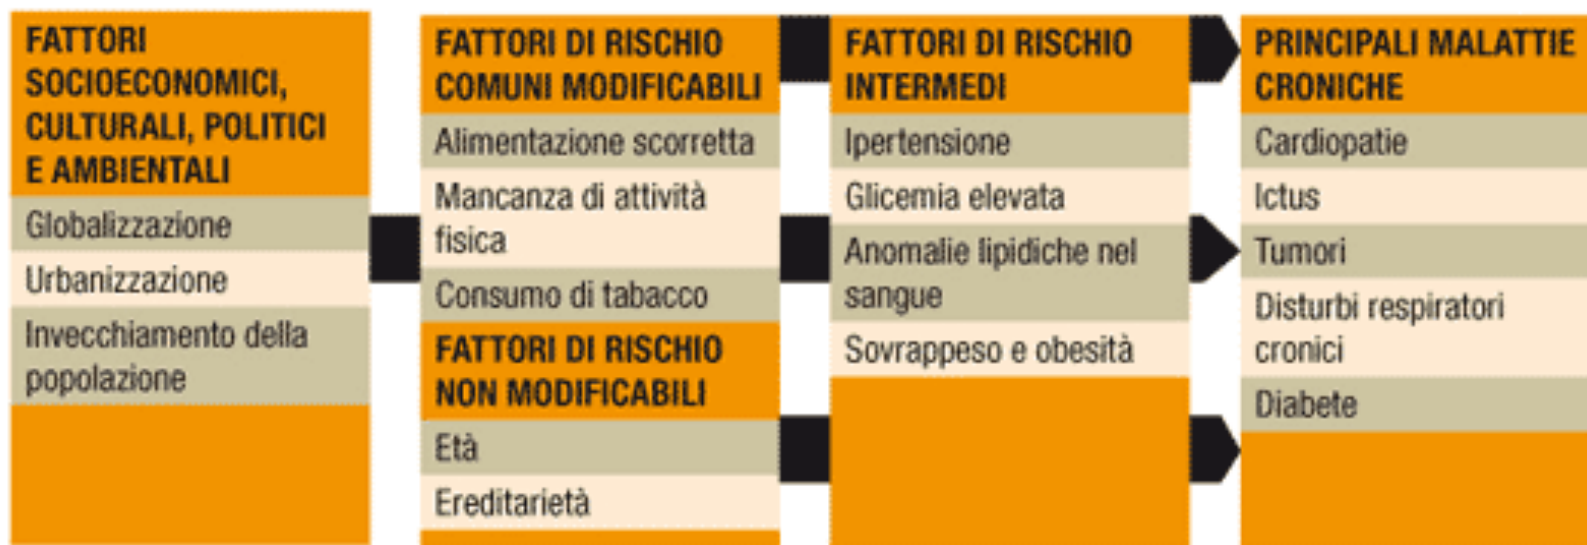 FATTORI
SOCIOECONOMICI,
CULTURALI, POLITICI
E AMBIENTALI
Globalizzazione
Urbanizzazione
Invecchiamento della
popolazione
FATTORI DI RISCHIO
COMUNI MODIFICABILI
Alimentazione scorretta
Mancanza di attività
fisica
Consumo di tabacco
FATTORI DI RISCHIO
NON MODIFICABILI
Età
Ereditarietà
FATTORI DI RISCHIO
INTERMEDI
Ipertensione
Glicemia elevata
Anomalie lipidiche nel
sangue
Sovrappeso e obesità
PRINCIPALI MALATTIE
CRONICHE
Cardiopatie
Ictus
Tumori
Disturbi respiratori
cronici
Diabete